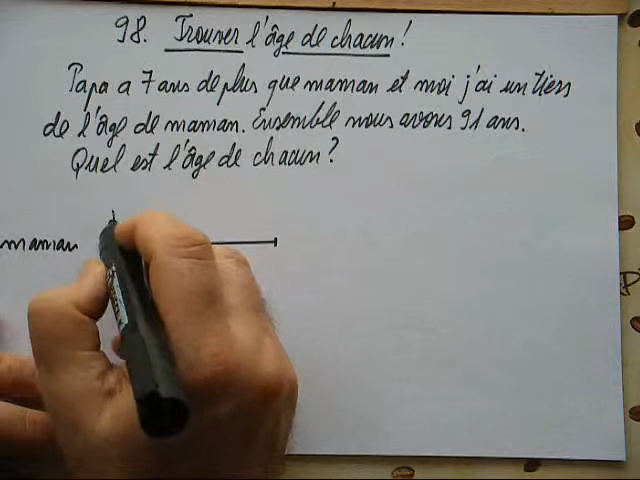 98. Trouver l'âge de chacun!
Papa a 7 ans de plus que maman et moi j'ai un tiers
de l'âge de maman. Ensemble nous avons 91 ans.
Quel est l'âge de chacun?
maman